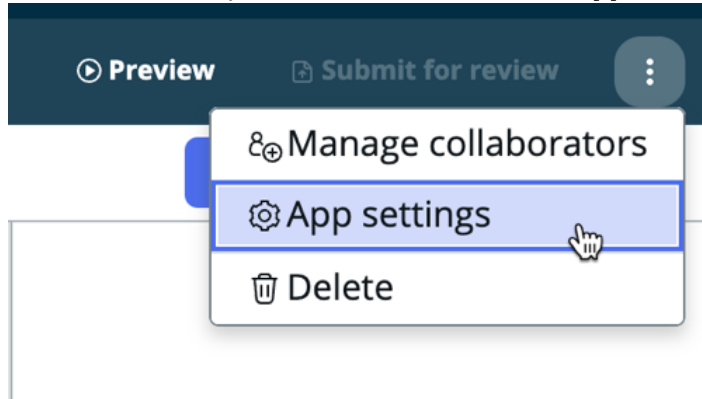 Preview Submit for review
Manage collaborators
App settings
Delete